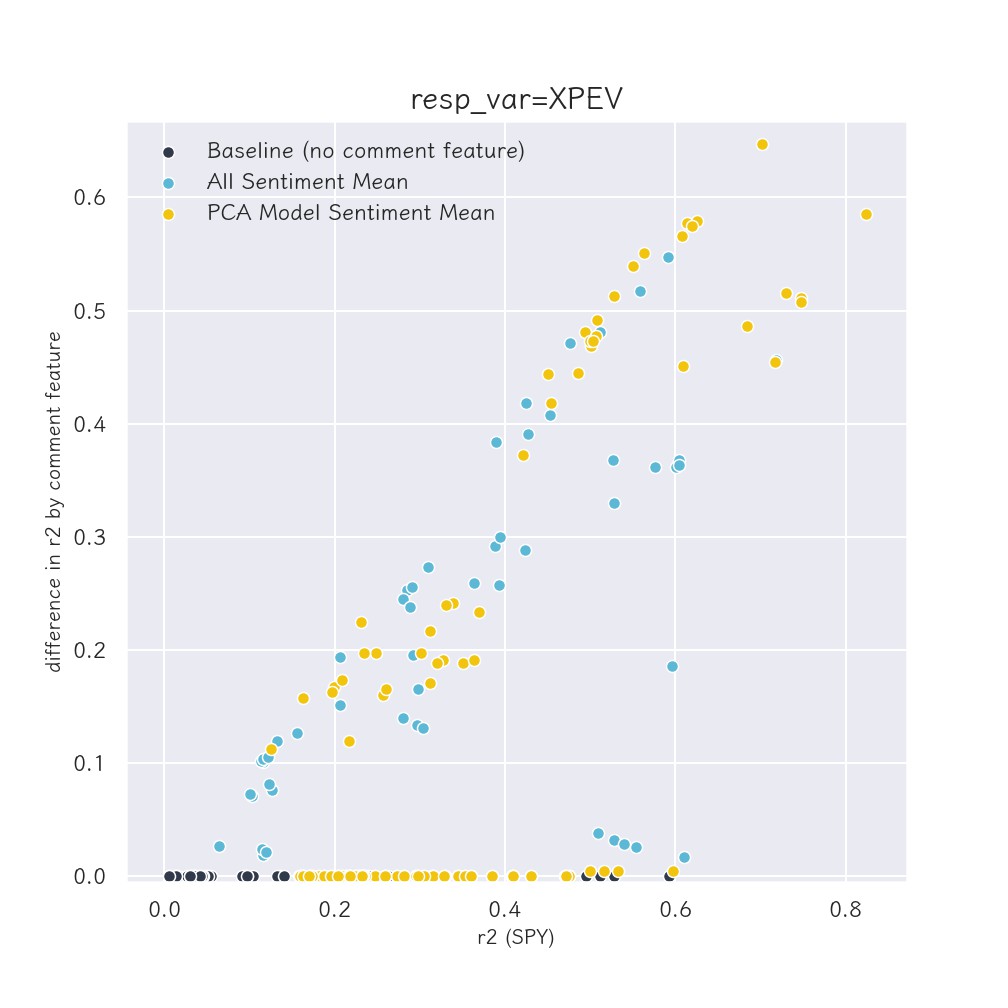 resp_var=XPEV
Baseline (no comment feature)
All Sentiment Mean
PCA Model Sentiment Mean
difference in r2 by comment feature
0.6
0.5
0.4
0.3
0.2
0.1
0.0
0.0 0.2 0.4 0.6 0.8
r2 (SPY)